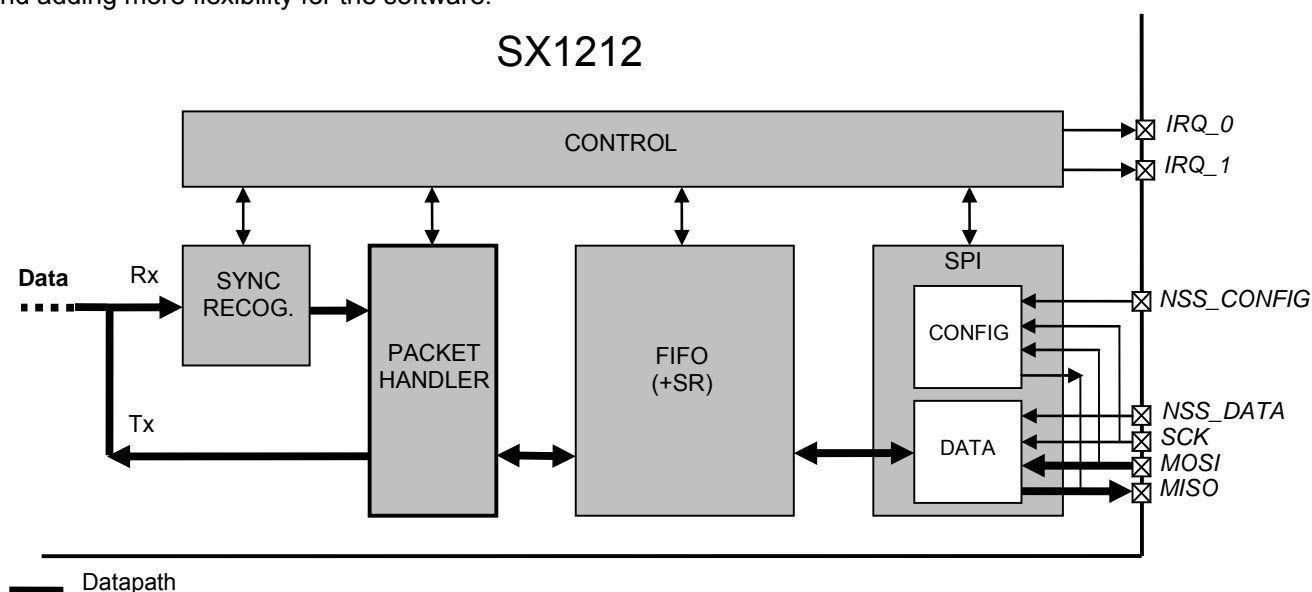 nd adding more flexibility for the software.
SX1212
CONTROL
IRQ_0
IRQ_1
Data
Rx
SYNC
RECOG.
PACKET
HANDLER
FIFO
(+SR)
SPI
CONFIG
NSS_CONFIG
Tx
DATA
NSS_DATA
SCK
MOSI
MISO
Datapath